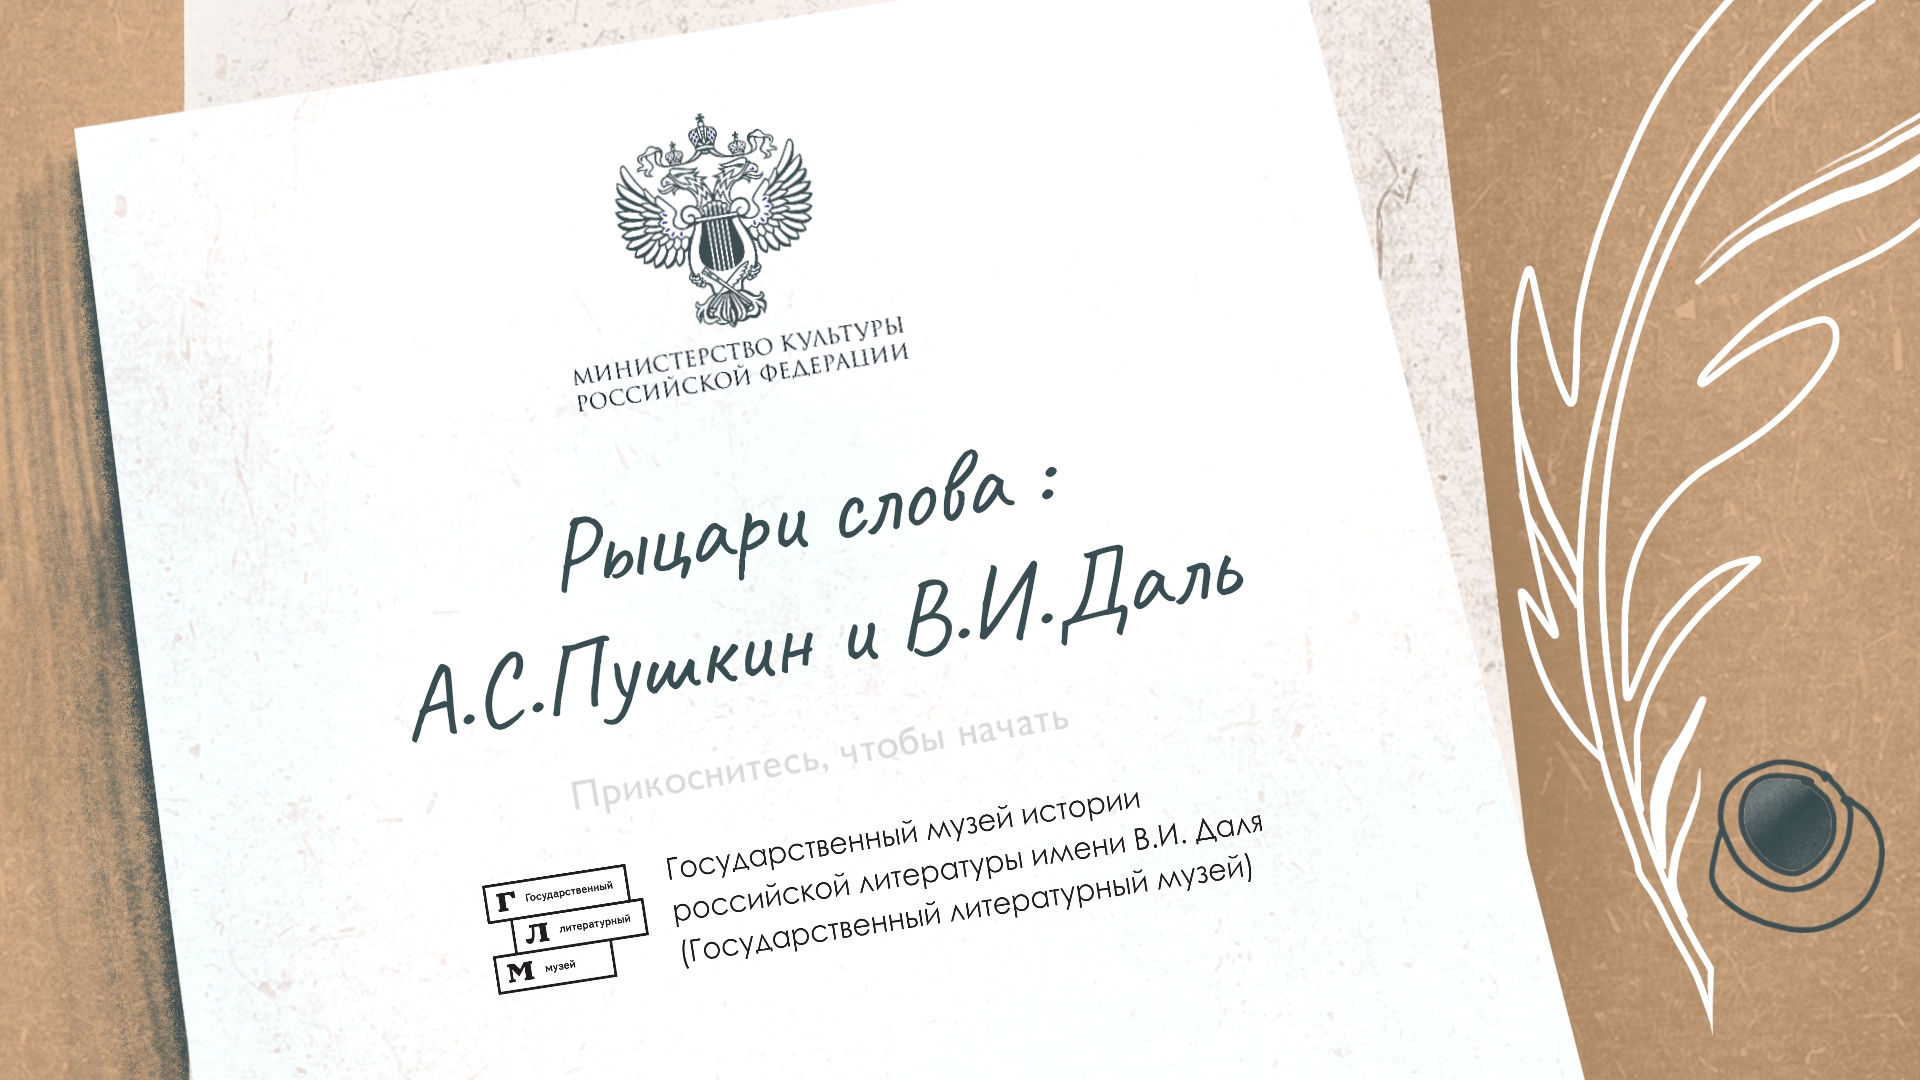 МИНИСТЕРСТВО КУЛЬТУРЫ
РОССИЙСКОЙ ФЕДЕРАЦИИ
Рыцари слова :
А.С.Пушкин и В.И.Даль
Прикоснитесь, чтобы начать
Г Государственный
Л литературный
М музей
Государственный музей истории
российской литературы имени В.И. Даля
(Государственный литературный музей)